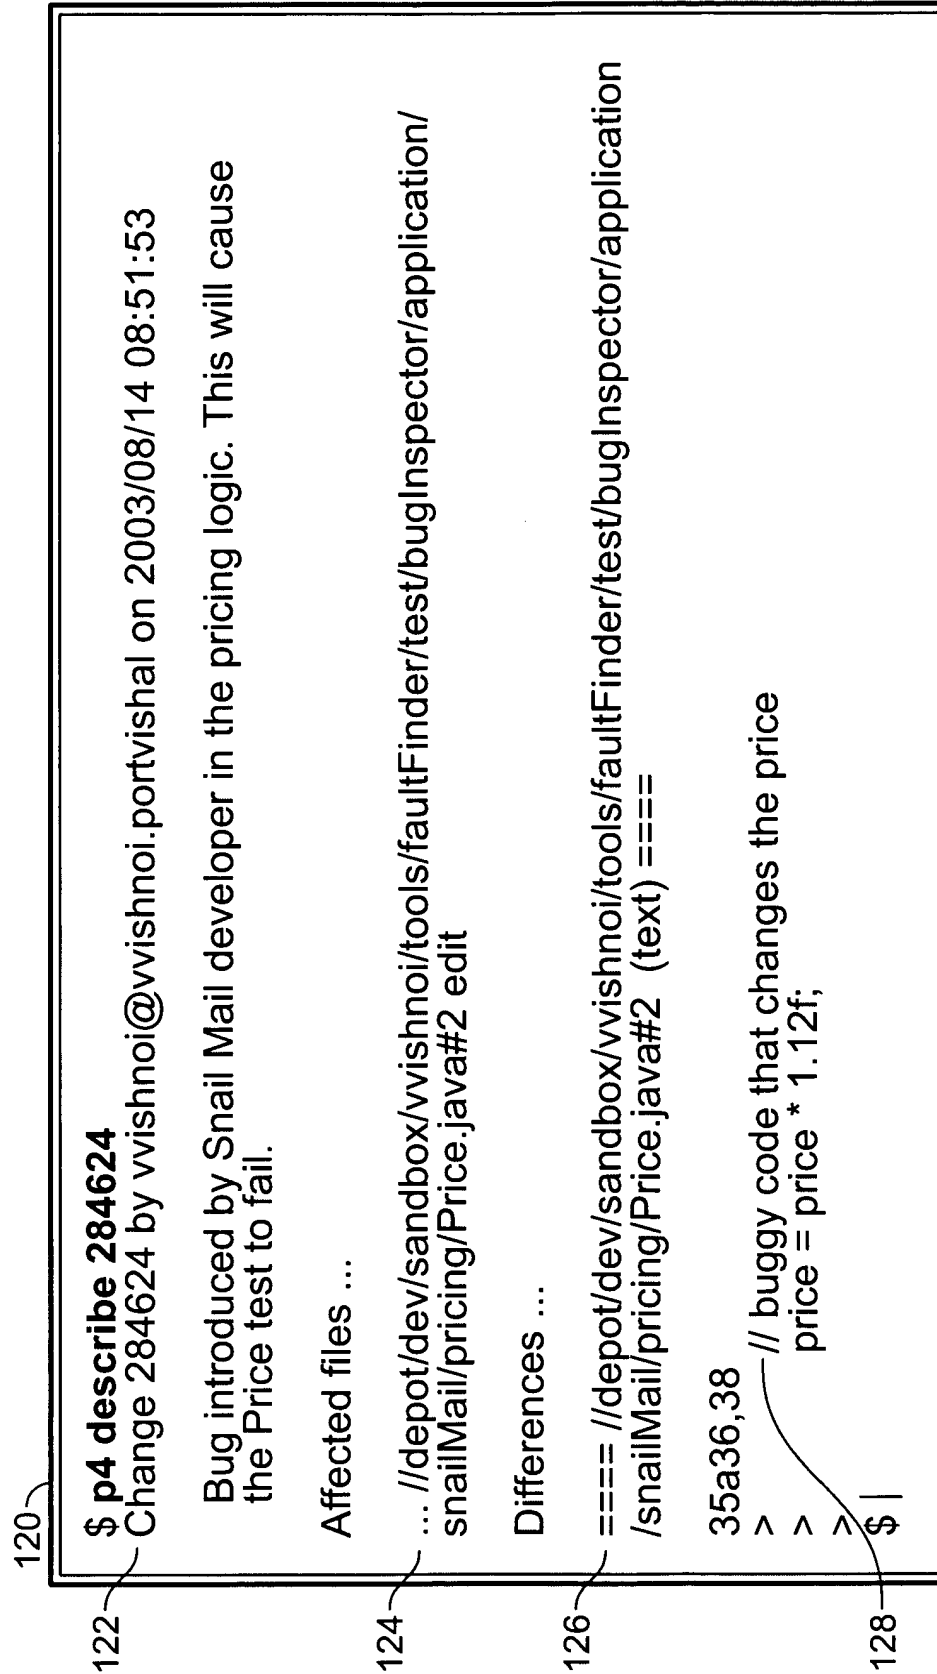 120
122
$ p4 describe 284624
Change 284624 by vvishnoi@vvishnoi.portvishal on 2003/08/14 08:51:53
Bug introduced by Snail Mail developer in the pricing logic. This will cause
the Price test to fail.
Affected files ...
124
... //depot/dev/sandbox/vvishnoi/tools/faultFinder/test/bugInspector/application/
snailMail/pricing/Price.java#2 edit
Differences ...
126
==== //depot/dev/sandbox/vvishnoi/tools/faultFinder/test/bugInspector/application
/snailMail/pricing/Price.java#2 (text) ====
35a36,38
> // buggy code that changes the price
> price = price * 1.12f;
>
$ |
128